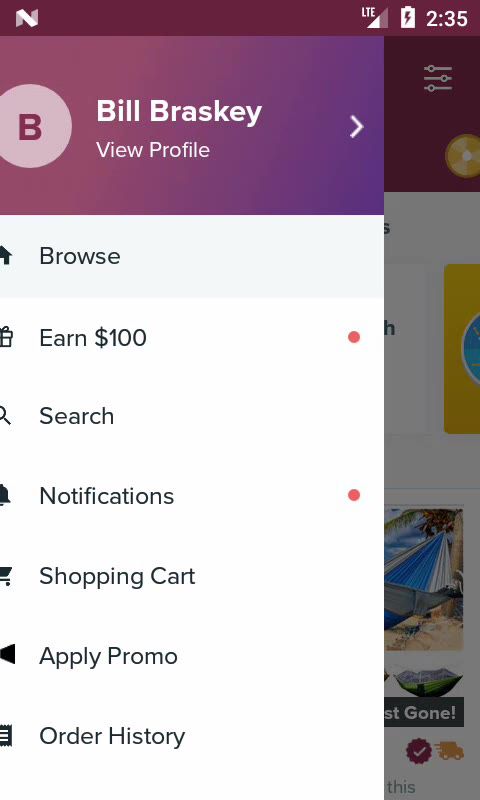 LTE 2:35
B
Bill Braskey
View Profile
Browse
Earn $100
Search
Notifications
Shopping Cart
Apply Promo
Order History
st Gone!
this